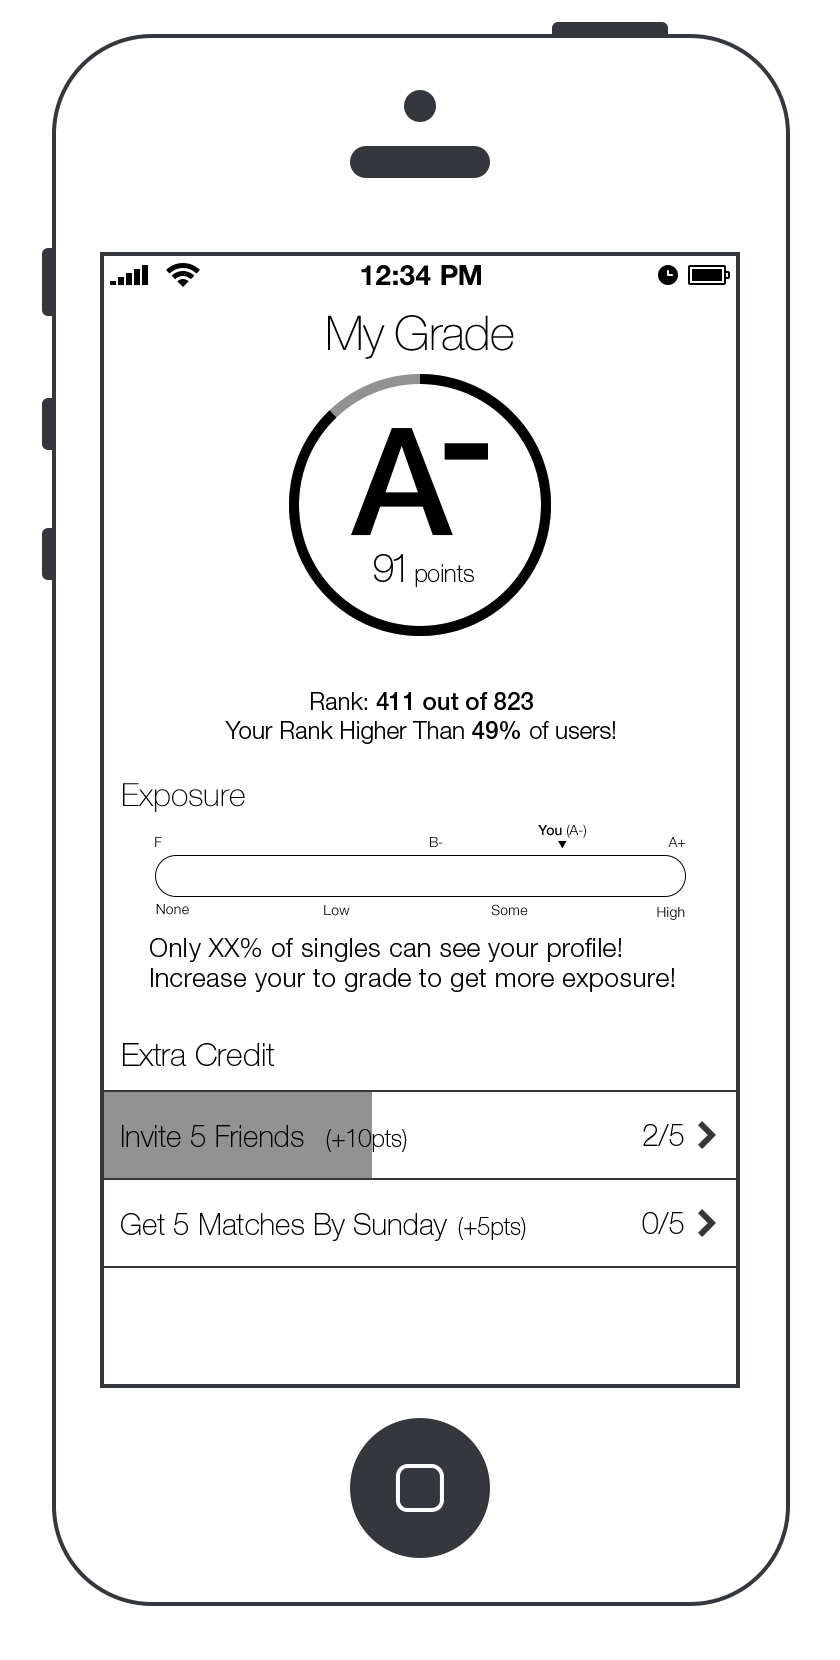 12:34 PM
My Grade
A-
91 points
Rank: 411 out of 823
Your Rank Higher Than 49% of users!
Exposure
You (A-)
F B- A+
None Low Some High
Only XX% of singles can see your profile!
Increase your to grade to get more exposure!
Extra Credit
Invite 5 Friends (+10pts) 2/5
Get 5 Matches By Sunday (+5pts) 0/5